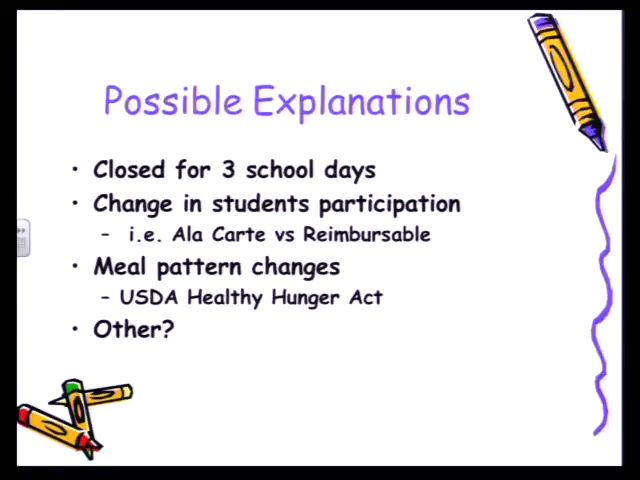 Possible Explanations
• Closed for 3 school days
• Change in students participation
– i.e. Ala Carte vs Reimbursable
• Meal pattern changes
– USDA Healthy Hunger Act
• Other?